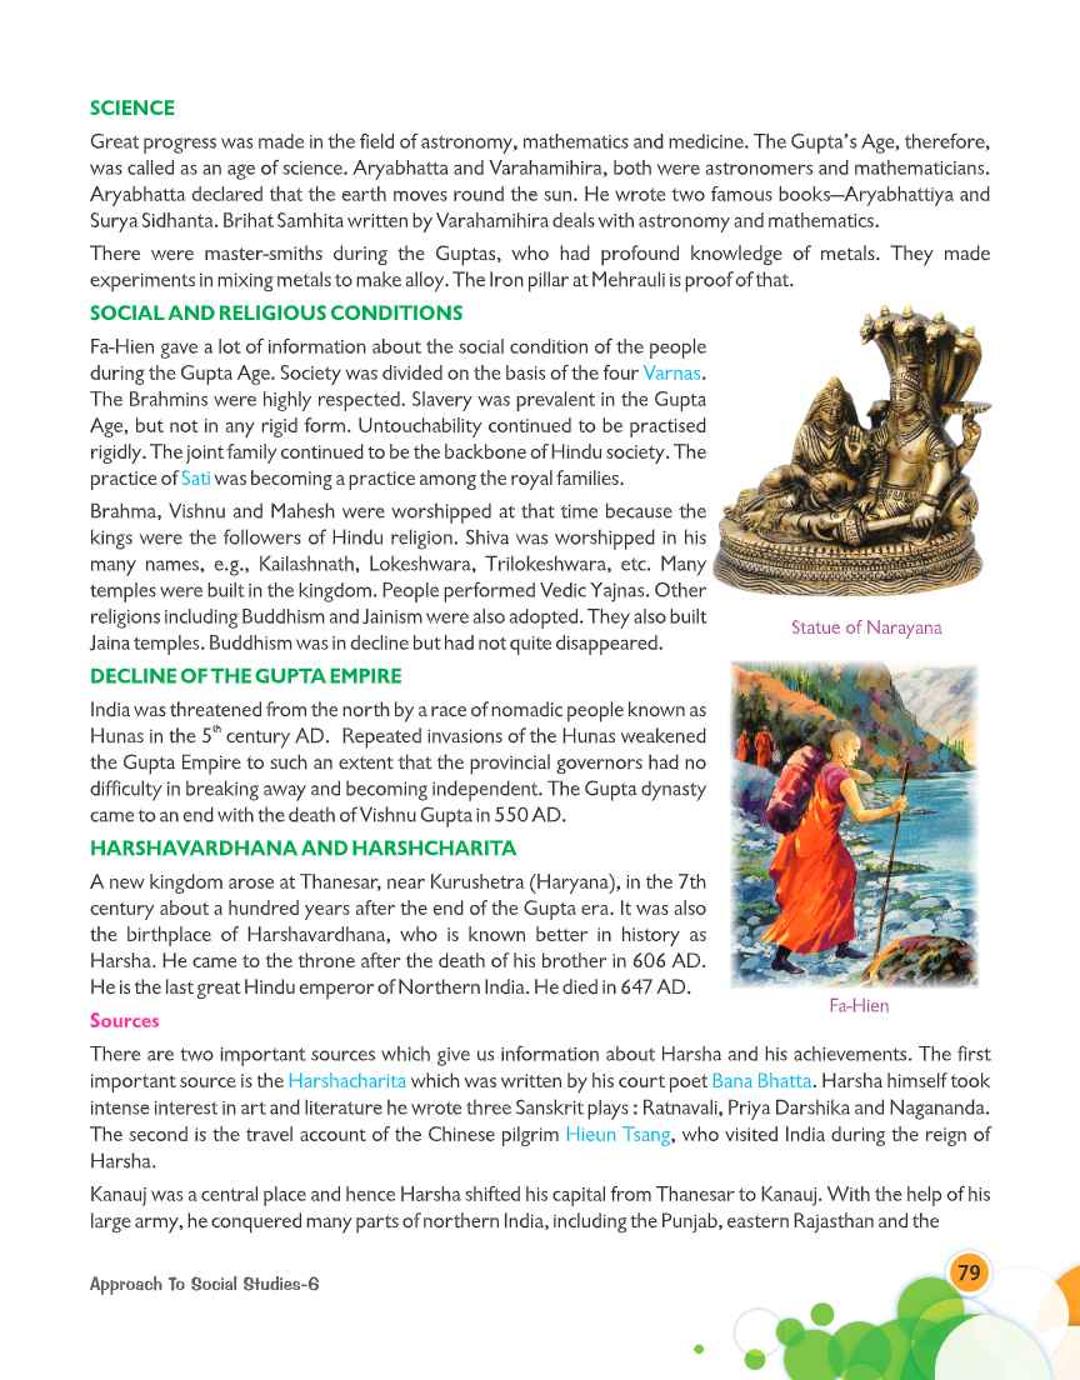 SCIENCE
Great progress was made in the field of astronomy, mathematics and medicine. The Gupta's Age, therefore,
was called as an age of science. Aryabhatta and Varahamihira, both were astronomers and mathematicians.
Aryabhatta declared that the earth moves round the sun. He wrote two famous books—Aryabhattiya and
Surya Sidhanta. Brihat Samhita written by Varahamihira deals with astronomy and mathematics.
There were master-smiths during the Guptas, who had profound knowledge of metals. They made
experiments in mixing metals to make alloy. The Iron pillar at Mehrauli is proof of that.
SOCIAL AND RELIGIOUS CONDITIONS
Fa-Hien gave a lot of information about the social condition of the people
during the Gupta Age. Society was divided on the basis of the four Varnas.
The Brahmins were highly respected. Slavery was prevalent in the Gupta
Age, but not in any rigid form. Untouchability continued to be practised
rigidly. The joint family continued to be the backbone of Hindu society. The
practice of Sati was becoming a practice among the royal families.
Brahma, Vishnu and Mahesh were worshipped at that time because the
kings were the followers of Hindu religion. Shiva was worshipped in his
many names, e.g., Kailashnath, Lokeshwara, Trilokeshwara, etc. Many
temples were built in the kingdom. People performed Vedic Yajnas. Other
religions including Buddhism and Jainism were also adopted. They also built
Jaina temples. Buddhism was in decline but had not quite disappeared.
Statue of Narayana
DECLINE OF THE GUPTA EMPIRE
India was threatened from the north by a race of nomadic people known as
Hunas in the 5th century AD. Repeated invasions of the Hunas weakened
the Gupta Empire to such an extent that the provincial governors had no
difficulty in breaking away and becoming independent. The Gupta dynasty
came to an end with the death of Vishnu Gupta in 550 AD.
HARSHAVARDHANA AND HARSHCHARITA
A new kingdom arose at Thanesar, near Kurushetra (Haryana), in the 7th
century about a hundred years after the end of the Gupta era. It was also
the birthplace of Harshavardhana, who is known better in history as
Harsha. He came to the throne after the death of his brother in 606 AD.
He is the last great Hindu emperor of Northern India. He died in 647 AD.
Fa-Hien
Sources
There are two important sources which give us information about Harsha and his achievements. The first
important source is the Harshacharita which was written by his court poet Bana Bhatta. Harsha himself took
intense interest in art and literature he wrote three Sanskrit plays : Ratnavali, Priya Darshika and Nagananda.
The second is the travel account of the Chinese pilgrim Hieun Tsang, who visited India during the reign of
Harsha.
Kanauj was a central place and hence Harsha shifted his capital from Thanesar to Kanauj. With the help of his
large army, he conquered many parts of northern India, including the Punjab, eastern Rajasthan and the
Approach To Social Studies-6
79